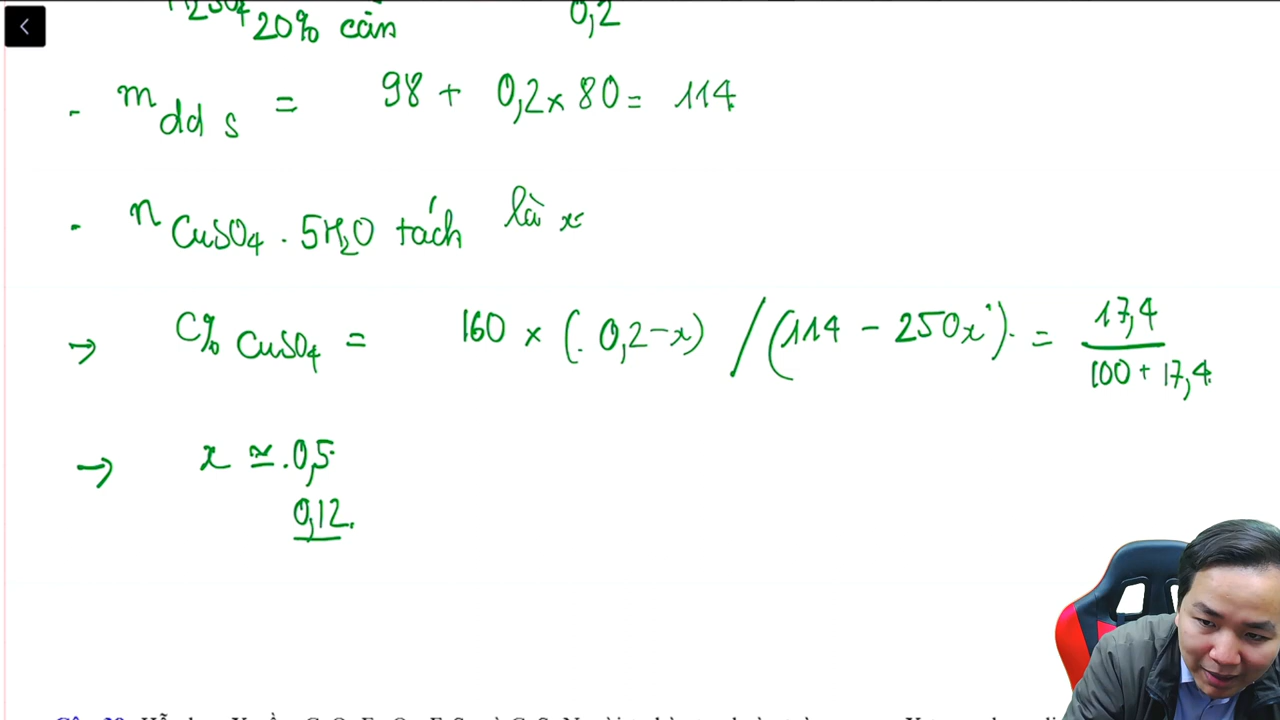 20% cần 0,2
- m dd s = 98 + 0,2 x 80 = 114
- n CuSO4 . 5H2O tách là x
→ C% CuSO4 = 160 x (0,2 - x) / (114 - 250x) = 17,4 / 100 + 17,4
→ x ≅ 0,5
0,12.